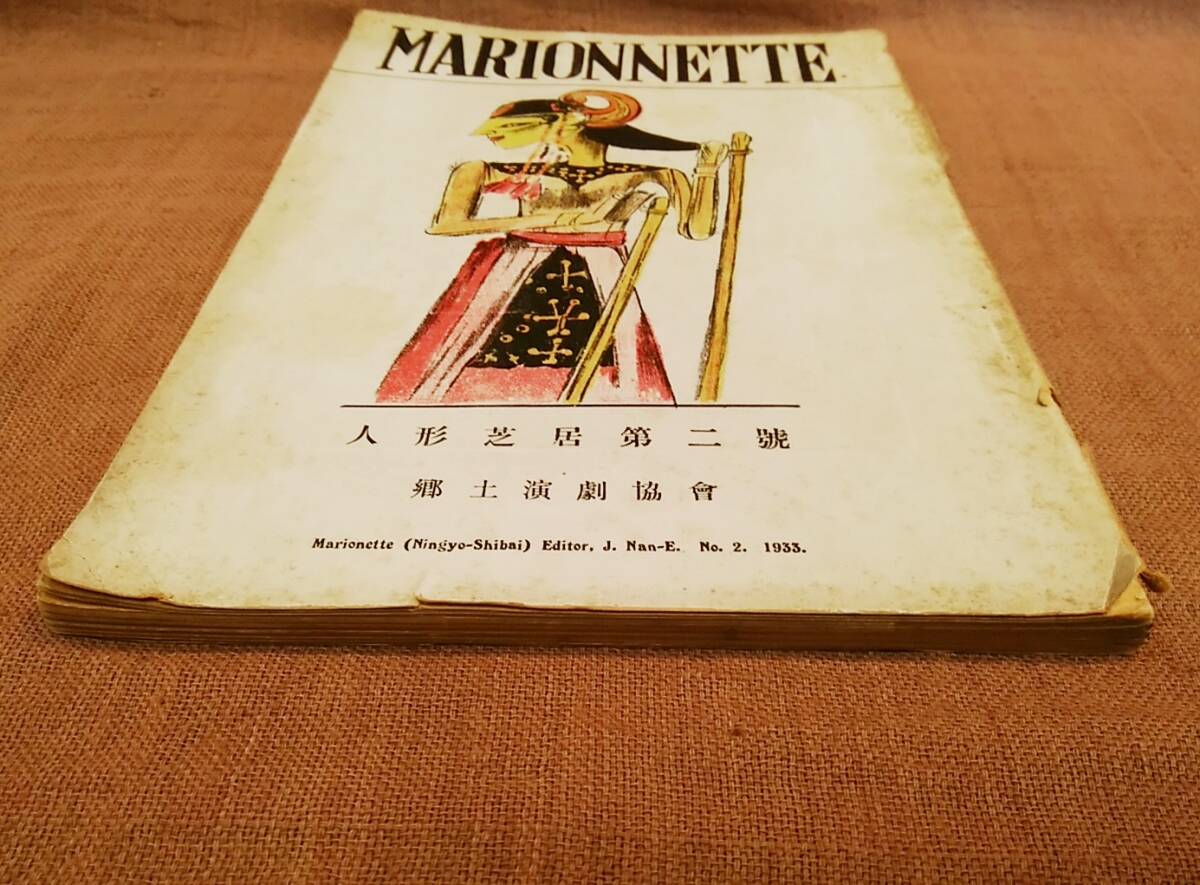 MARIONNETTE
人形芝居第二號
鄉土演劇協會
Marionette (Ningyo-Shibai) Editor, J. Nan-E. No. 2. 1933.